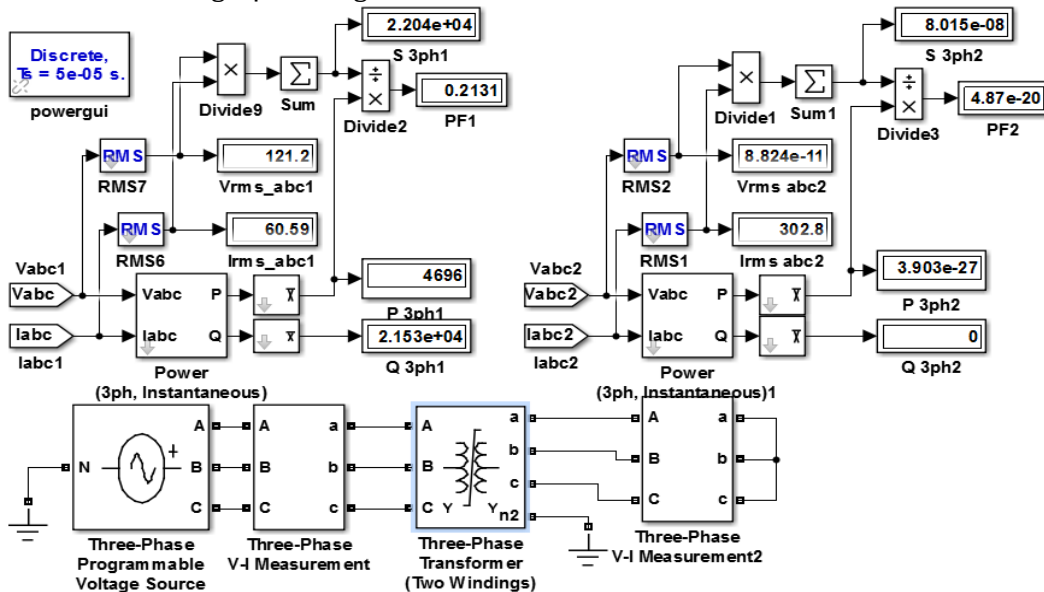 2.204e+04
S 3ph1
8.015e-08
S 3ph2
Discrete,
Ts = 5e-05 s.
powergui
×
Divide9
Σ
Sum
÷
×
Divide2
0.2131
PF1
×
Divide1
Σ
Sum1
÷
×
Divide3
4.87e-20
PF2
RMS
RMS7
121.2
Vrms_abc1
RMS
RMS2
8.824e-11
Vrms abc2
RMS
RMS6
60.59
Irms_abc1
RMS
RMS1
302.8
Irms abc2
Vabc1
Vabc
Iabc
Iabc1
Vabc
Iabc
P
Q
x
x
Power
(3ph, Instantaneous)
4696
P 3ph1
2.153e+04
Q 3ph1
Vabc2
Vabc2
Iabc2
Iabc2
Vabc
Iabc
P
Q
x
x
Power
(3ph, Instantaneous)1
3.903e-27
P 3ph2
0
Q 3ph2
N
+
A
B
C
Three-Phase
Programmable
Voltage Source
A
B
C
a
b
c
Three-Phase
V-I Measurement
A
B
C
Y
Y
a
b
c
n2
Three-Phase
Transformer
(Two Windings)
A
B
C
a
b
c
Three-Phase
V-I Measurement2